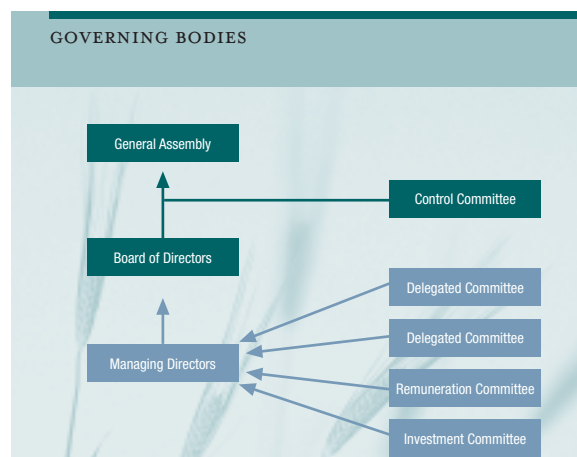 GOVERNING BODIES
General Assembly
Control Committee
Board of Directors
Delegated Committee
Delegated Committee
Managing Directors
Remuneration Committee
Investment Committee